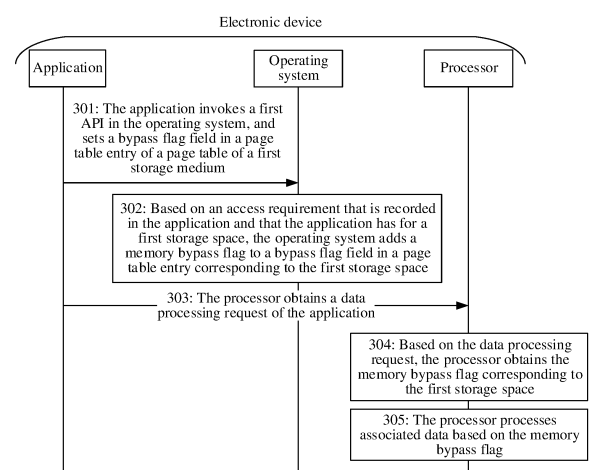 Electronic device
Application
Operating
system
Processor
301: The application invokes a first
API in the operating system, and
sets a bypass flag field in a page
table entry of a page table of a first
storage medium
302: Based on an access requirement that is recorded
in the application and that the application has for a
first storage space, the operating system adds a
memory bypass flag to a bypass flag field in a page
table entry corresponding to the first storage space
303: The processor obtains a data
processing request of the application
304: Based on the data processing
request, the processor obtains the
memory bypass flag corresponding to
the first storage space
305: The processor processes
associated data based on the memory
bypass flag